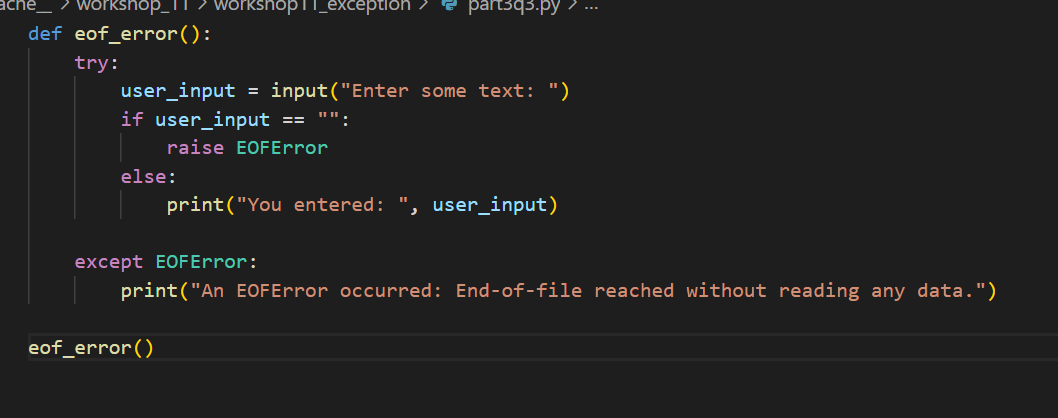 ache__ > workshop_11 > workshop11_exception > part3q3.py > ...
def eof_error():
    try:
        user_input = input("Enter some text: ")
        if user_input == "":
            raise EOFError
        else:
            print("You entered: ", user_input)

    except EOFError:
        print("An EOFError occurred: End-of-file reached without reading any data.")

eof_error()